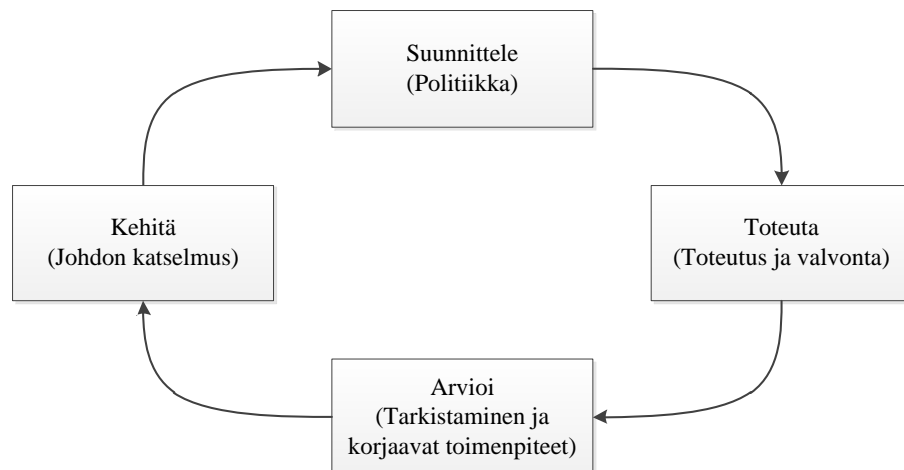 Suunnittele
(Politiikka)
Kehitä
(Johdon katselmus)
Toteuta
(Toteutus ja valvonta)
Arvioi
(Tarkistaminen ja
korjaavat toimenpiteet)